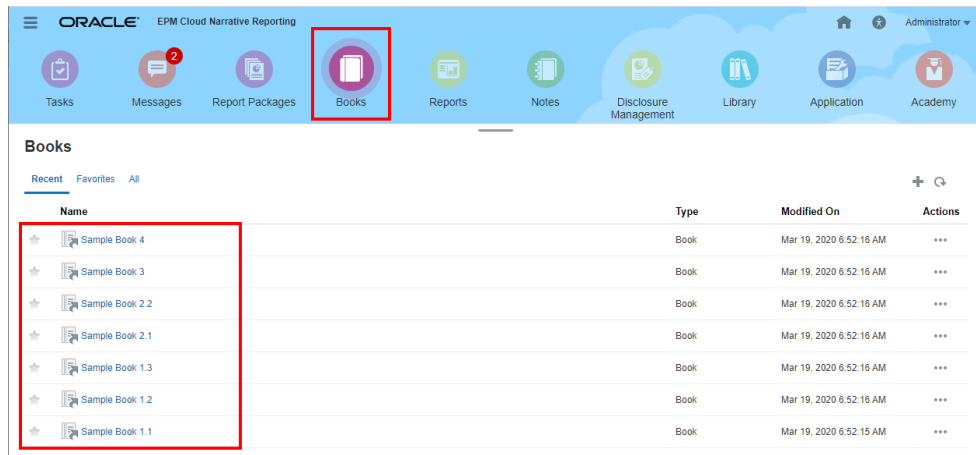 ORACLE® EPM Cloud Narrative Reporting Administrator
2
Tasks Messages Report Packages Books Reports Notes Disclosure Management Library Application Academy
Books
Recent Favorites All
Name Type Modified On Actions
Sample Book 4 Book Mar 19, 2020 6:52:16 AM
Sample Book 3 Book Mar 19, 2020 6:52:16 AM
Sample Book 2.2 Book Mar 19, 2020 6:52:16 AM
Sample Book 2.1 Book Mar 19, 2020 6:52:16 AM
Sample Book 1.3 Book Mar 19, 2020 6:52:16 AM
Sample Book 1.2 Book Mar 19, 2020 6:52:16 AM
Sample Book 1.1 Book Mar 19, 2020 6:52:15 AM